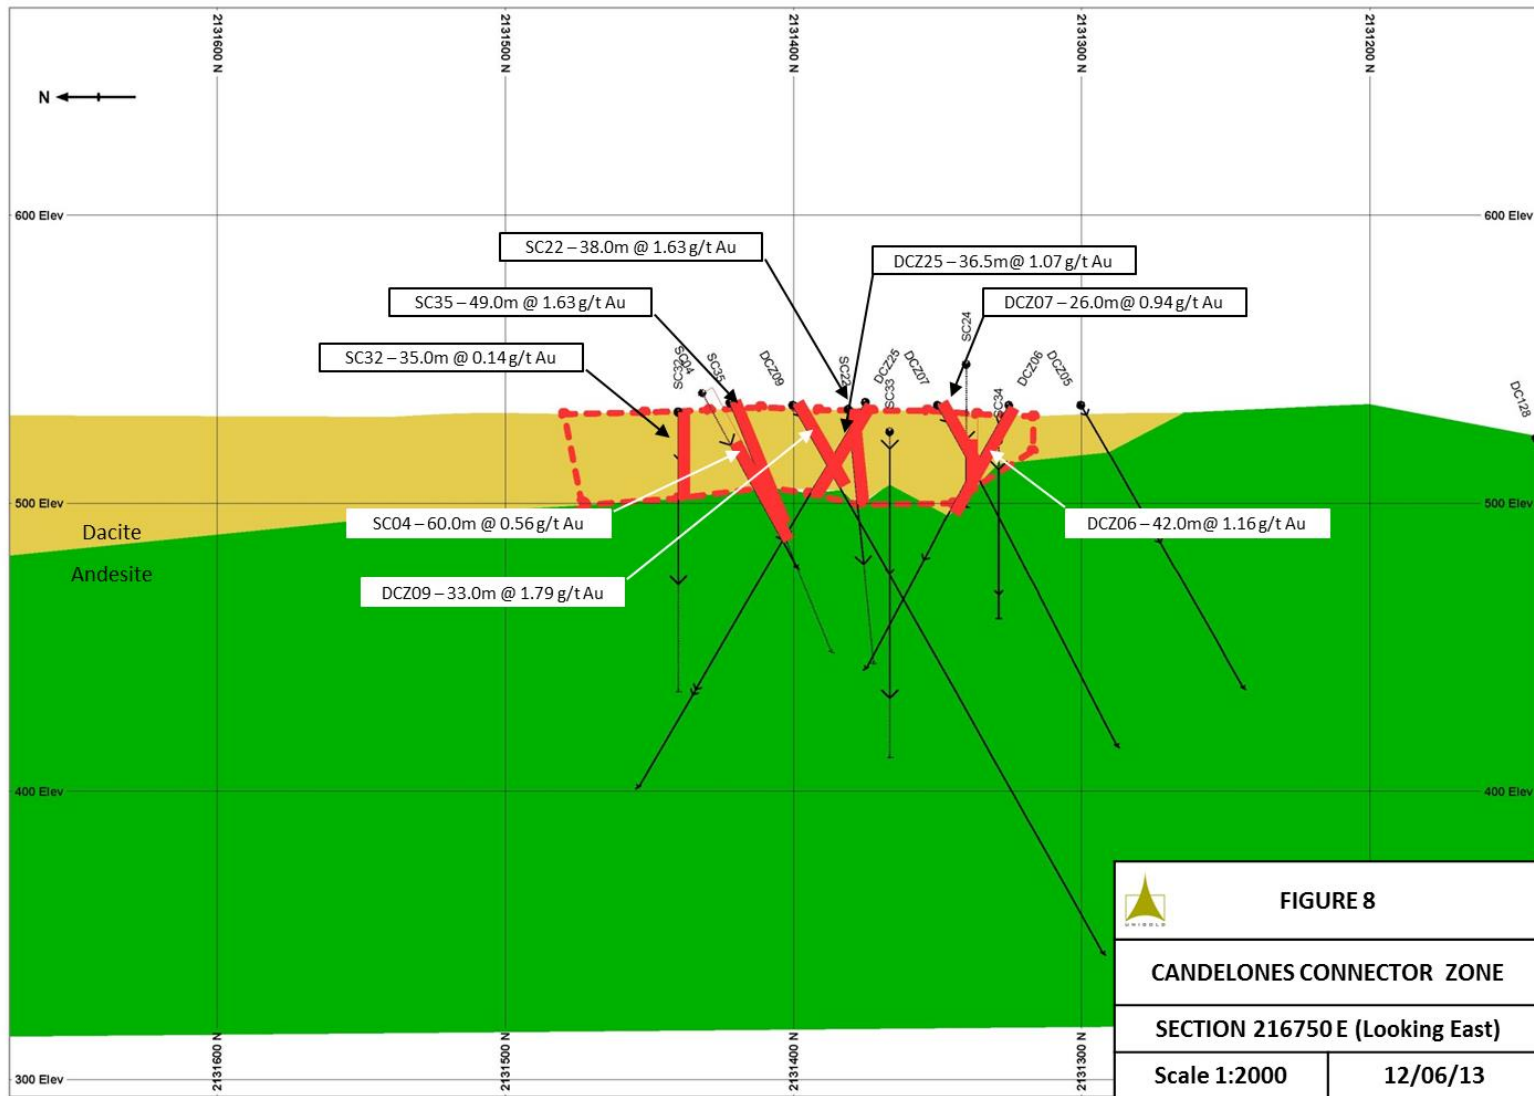 2131600 N
2131500 N
2131400 N
2131300 N
2131200 N
N
600 Elev
600 Elev
SC22 – 38.0m @ 1.63 g/t Au
DCZ25 – 36.5m@ 1.07 g/t Au
SC35 – 49.0m @ 1.63 g/t Au
DCZ07 – 26.0m@ 0.94 g/t Au
SC32 – 35.0m @ 0.14 g/t Au
SC32
SC04
SC35
DCZ09
SC22
DCZ25
SC33
DCZ07
SC24
SC34
DCZ06
DCZ05
DC128
500 Elev
500 Elev
SC04 – 60.0m @ 0.56 g/t Au
DCZ06 – 42.0m@ 1.16 g/t Au
Dacite
Andesite
DCZ09 – 33.0m @ 1.79 g/t Au
400 Elev
400 Elev
300 Elev
2131600 N
2131500 N
2131400 N
2131300 N
UNIGOLD
FIGURE 8
CANDELONES CONNECTOR ZONE
SECTION 216750 E (Looking East)
Scale 1:2000
12/06/13